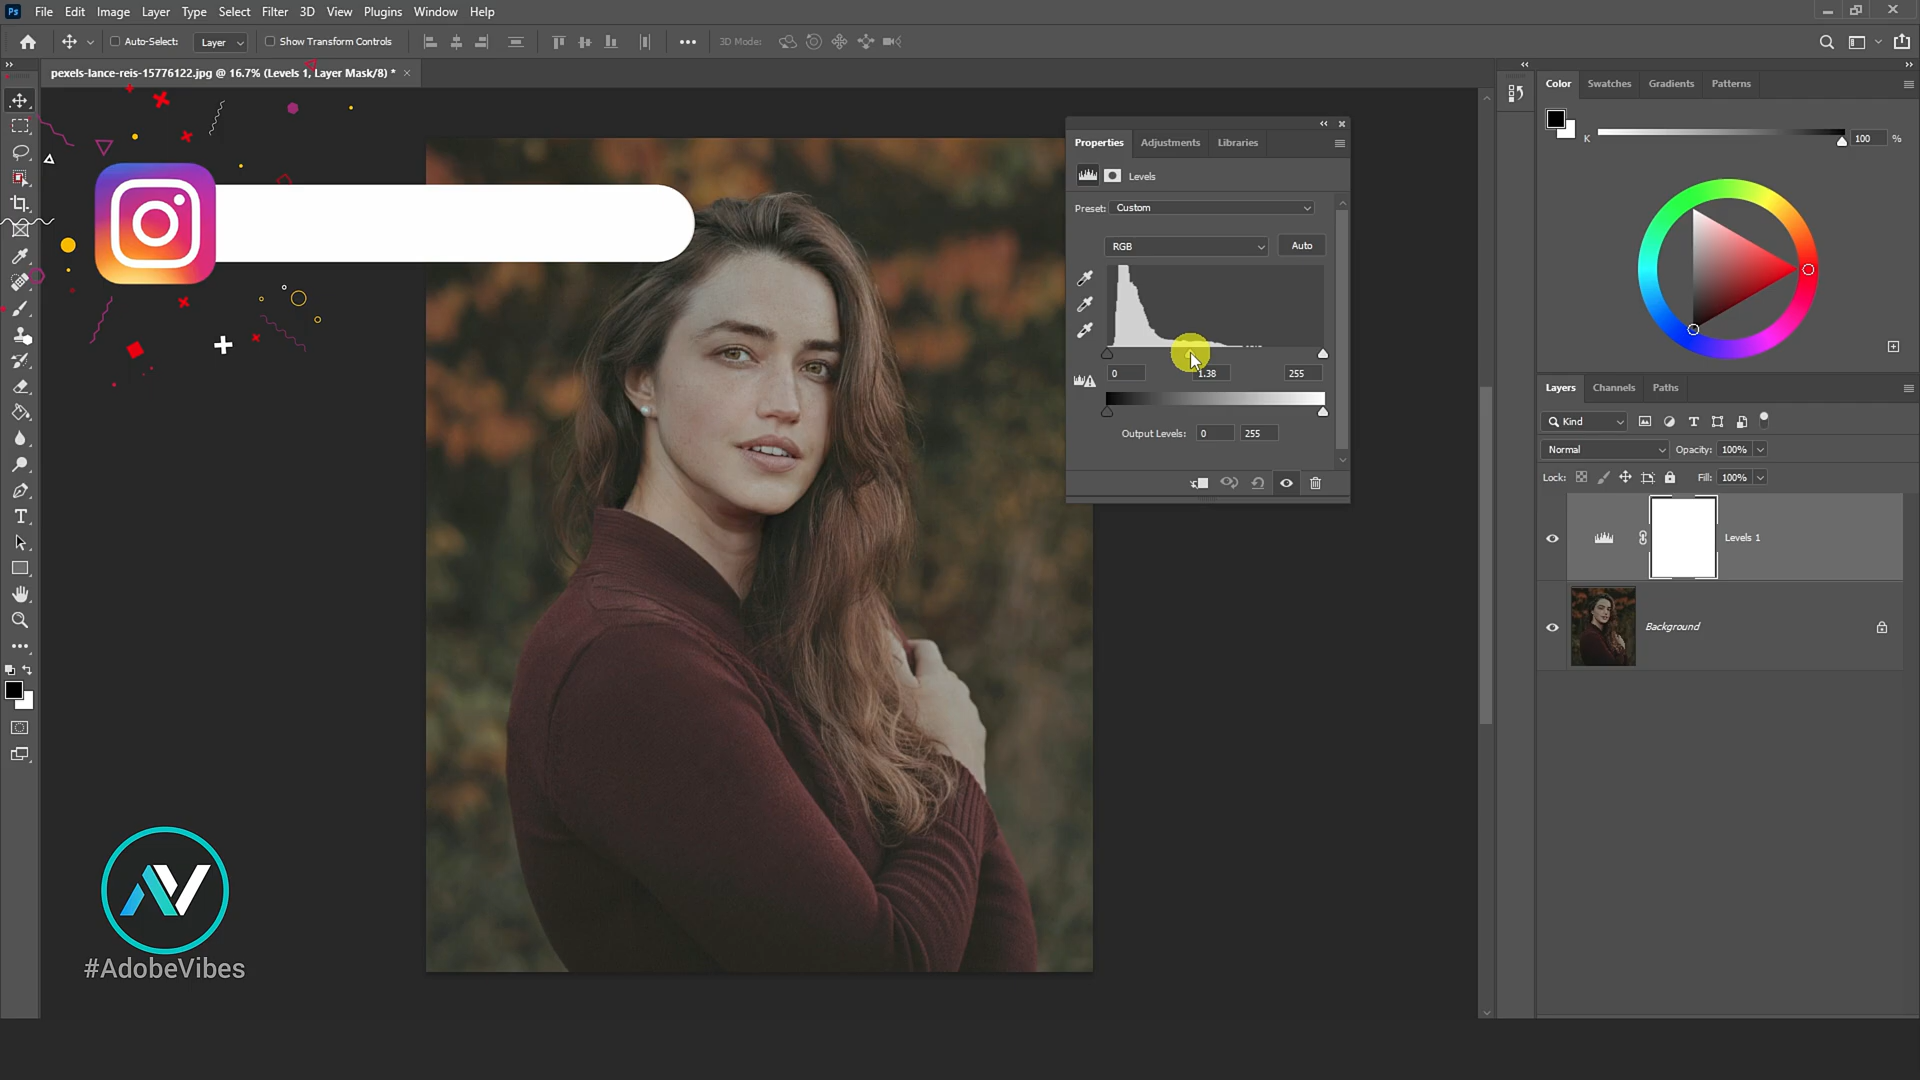 Ps File Edit Image Layer Type Select Filter 3D View Plugins Window Help
Auto-Select: Layer Show Transform Controls 3D Mode:
pexels-lance-reis-15776122.jpg @ 16.7% (Levels 1, Layer Mask/8) *
Properties Adjustments Libraries
Levels
Preset: Custom
RGB Auto
0 1.38 255
Output Levels: 0 255
Color Swatches Gradients Patterns
K 100 %
Layers Channels Paths
Kind
Normal Opacity: 100%
Lock: Fill: 100%
Levels 1
Background
AV
#AdobeVibes